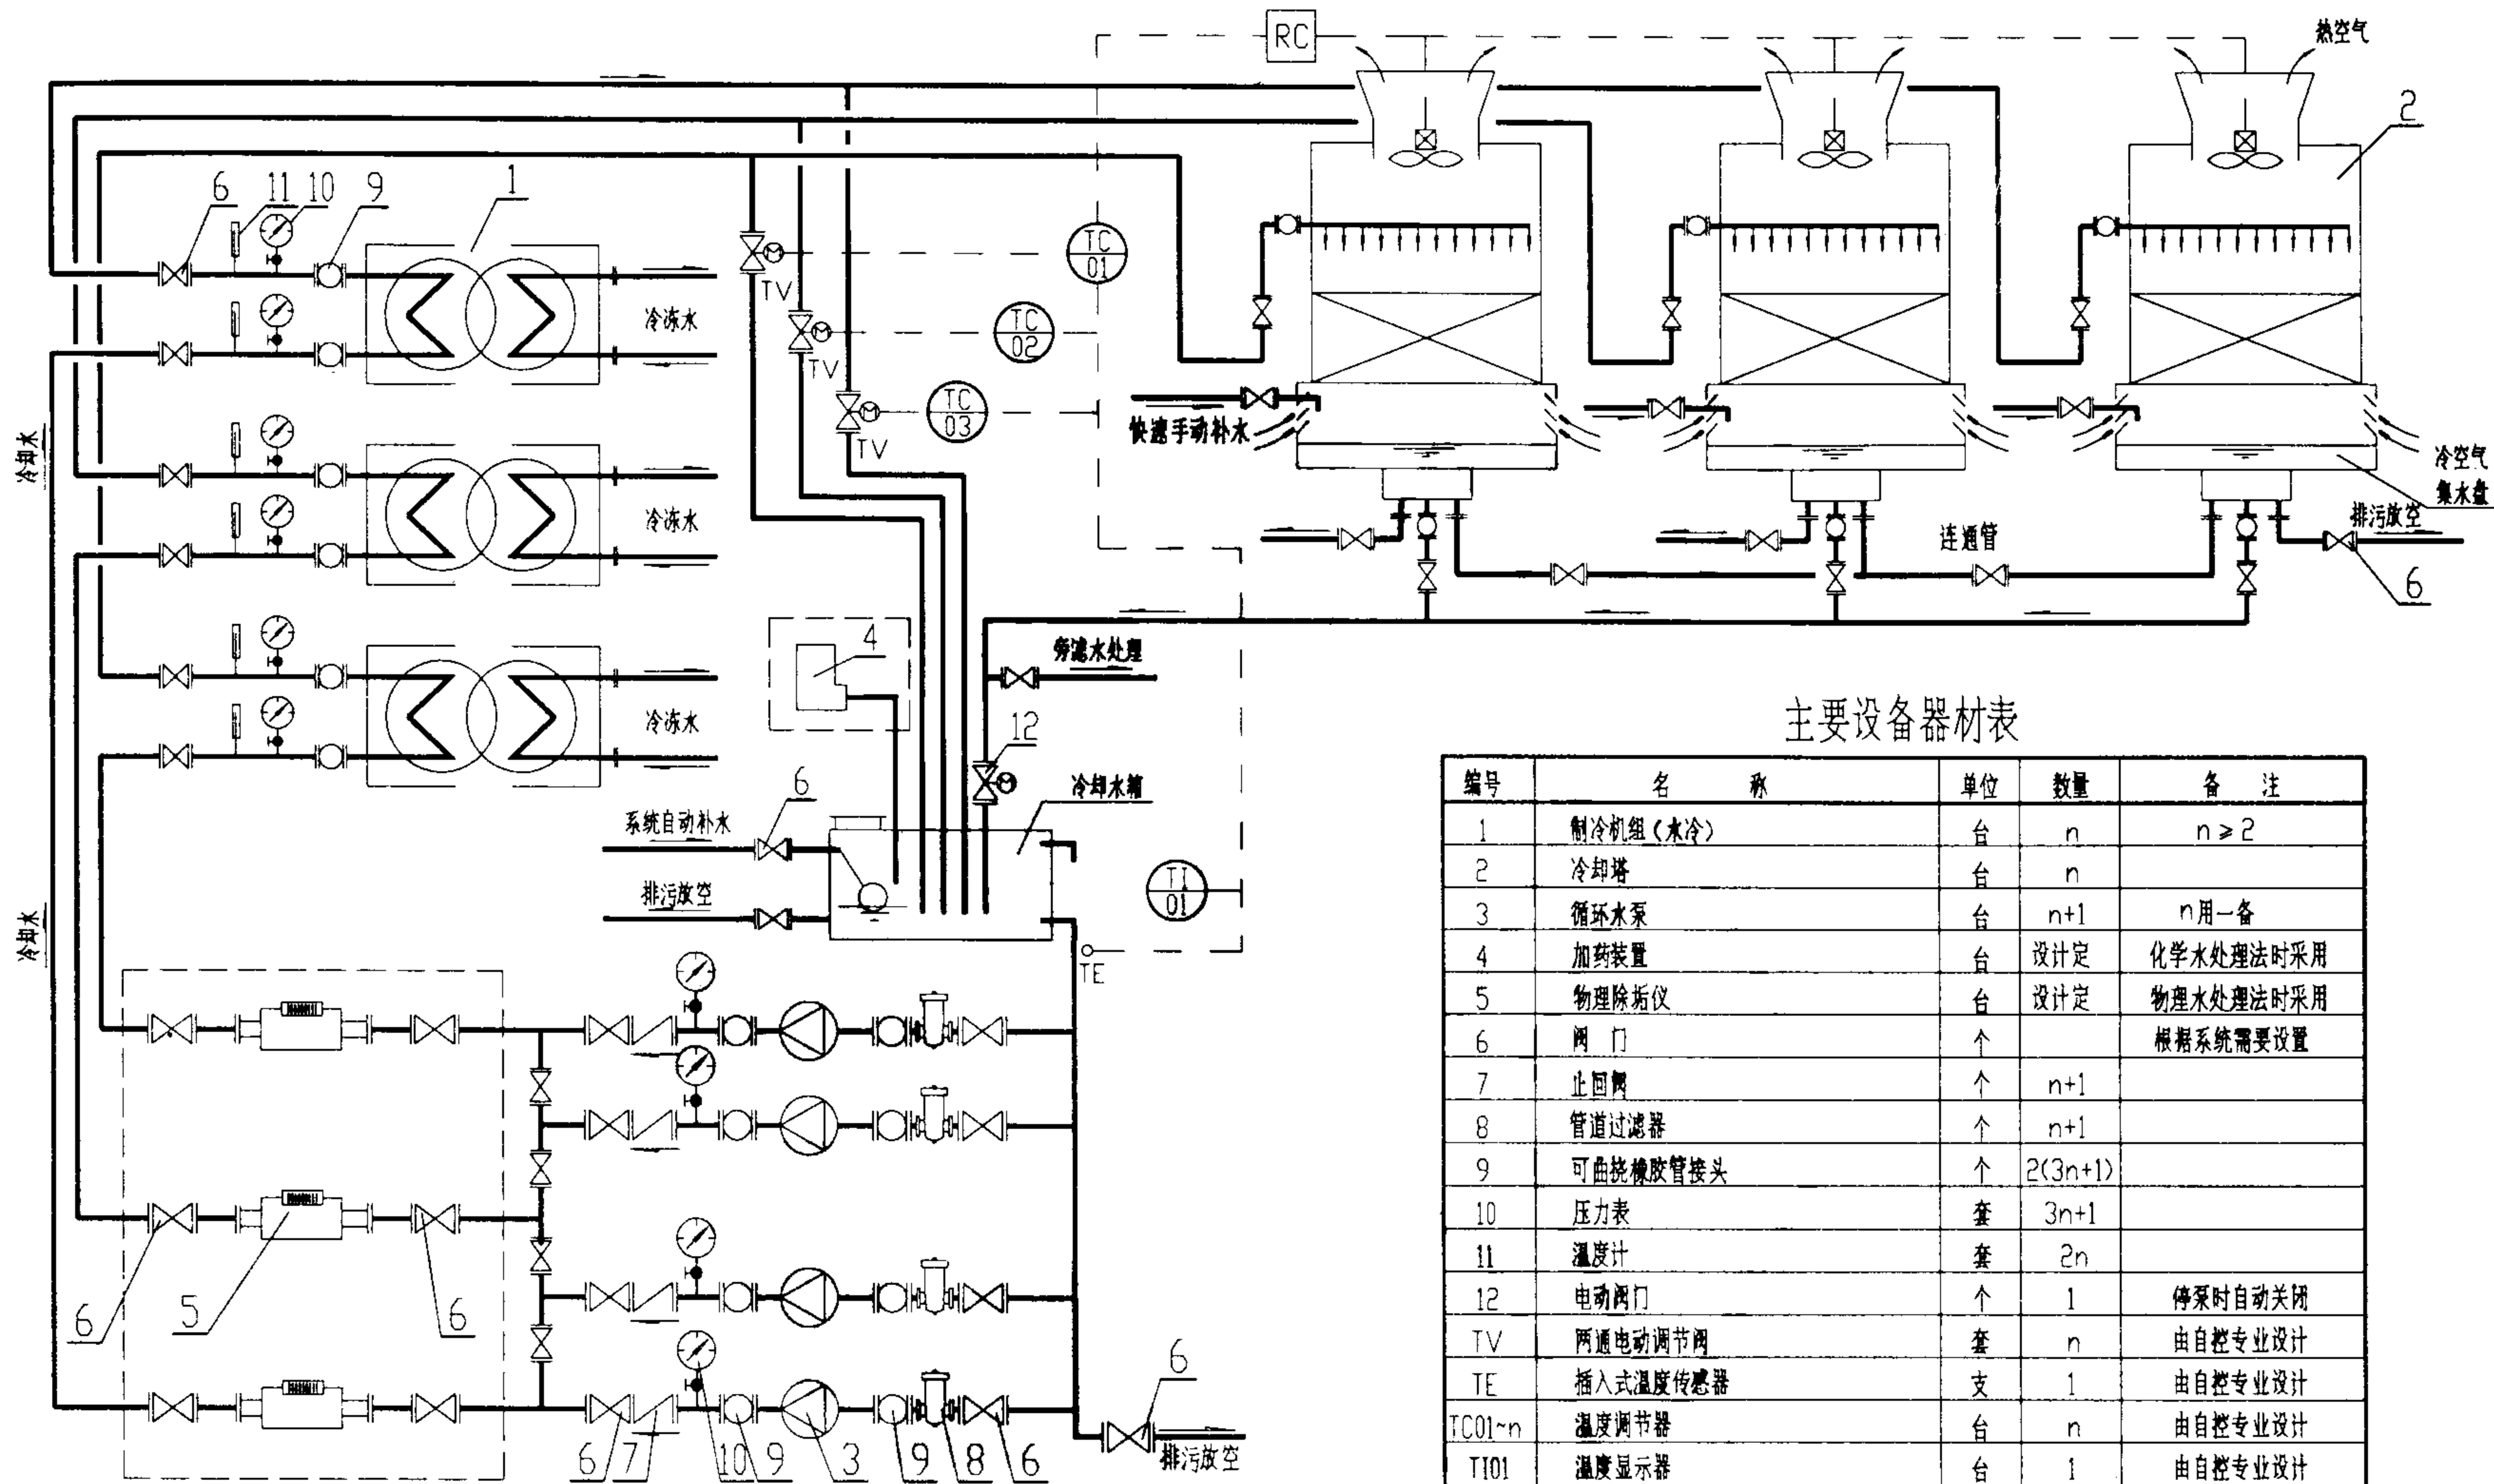 RC
热空气
2
6
11
10
9
1
TC
01
TV
冷冻水
TC
02
TV
TC
03
TV
快速手动补水
冷却水
冷空气
集水盘
排污放空
冷冻水
连通管
6
4
旁滤水处理
冷冻水
12
6
冷却水箱
系统自动补水
排污放空
TI
01
冷却水
TE
6
5
6
6
6
7
10
9
3
9
8
6
排污放空
主要设备器材表
编号 名 称 单位 数量 备 注
1 制冷机组(水冷) 台 n n≥2
2 冷却塔 台 n
3 循环水泵 台 n+1 n用一备
4 加药装置 台 设计定 化学水处理法时采用
5 物理除垢仪 台 设计定 物理水处理法时采用
6 阀 门 个 根据系统需要设置
7 止回阀 个 n+1
8 管道过滤器 个 n+1
9 可曲挠橡胶管接头 个 2(3n+1)
10 压力表 套 3n+1
11 温度计 套 2n
12 电动阀门 个 1 停泵时自动关闭
TV 两通电动调节阀 套 n 由自控专业设计
TE 插入式温度传感器 支 1 由自控专业设计
TC01~n 温度调节器 台 n 由自控专业设计
TI01 温度显示器 台 1 由自控专业设计